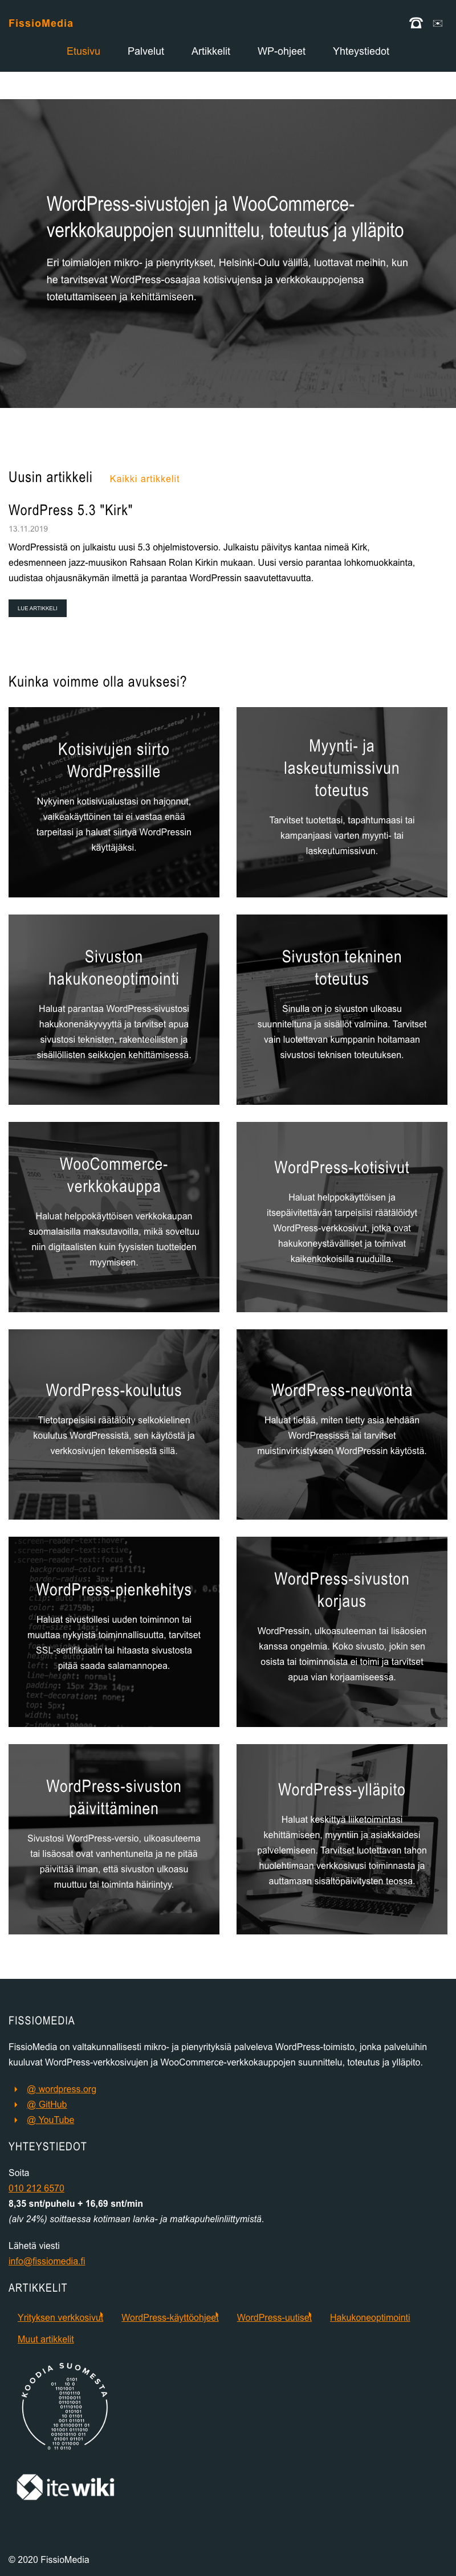 FissioMedia
Etusivu Palvelut Artikkelit WP-ohjeet Yhteystiedot
WordPress-sivustojen ja WooCommerce-
verkkokauppojen suunnittelu, toteutus ja ylläpito
Eri toimialojen mikro- ja pienyritykset, Helsinki-Oulu välillä, luottavat meihin, kun
he tarvitsevat WordPress-osaajaa kotisivujensa ja verkkokauppojensa
totetuttamiseen ja kehittämiseen.
Uusin artikkeli Kaikki artikkelit
WordPress 5.3 "Kirk"
13.11.2019
WordPressistä on julkaistu uusi 5.3 ohjelmistoversio. Julkaistu päivitys kantaa nimeä Kirk,
edesmenneen jazz-muusikon Rahsaan Rolan Kirkin mukaan. Uusi versio parantaa lohkomuokkainta,
uudistaa ohjausnäkymän ilmettä ja parantaa WordPressin saavutettavuutta.
LUE ARTIKKELI
Kuinka voimme olla avuksesi?
Kotisivujen siirto
WordPressille
Nykyinen kotisivualustasi on hajonnut,
vaikeakäyttöinen tai ei vastaa enää
tarpeitasi ja haluat siirtyä WordPressin
käyttäjäksi.
Myynti- ja
laskeutumissivun
toteutus
Tarvitset tuotettasi, tapahtumaasi tai
kampanjaasi varten myynti- tai
laskeutumissivun.
Sivuston
hakukoneoptimointi
Haluat parantaa WordPress-sivustosi
hakukonenäkyvyyttä ja tarvitset apua
sivustosi teknisten, rakenteellisten ja
sisällöllisten seikkojen kehittämisessä.
Sivuston tekninen
toteutus
Sinulla on jo sivuston ulkoasu
suunniteltuna ja sisällöt valmiina. Tarvitset
vain luotettavan kumppanin hoitamaan
sivustosi teknisen toteutuksen.
WooCommerce-
verkkokauppa
Haluat helppokäyttöisen verkkokaupan
suomalaisilla maksutavoilla, mikä soveltuu
niin digitaalisten kuin fyysisten tuotteiden
myymiseen.
WordPress-kotisivut
Haluat helppokäyttöisen ja
itsepäivitettävän tarpeisiisi räätälöidyt
WordPress-verkkosivut, jotka ovat
hakukoneystävälliset ja toimivat
kaikenkokoisilla ruuduilla.
WordPress-koulutus
Tietotarpeisiisi räätälöity selkokielinen
koulutus WordPressistä, sen käytöstä ja
verkkosivujen tekemisestä sillä.
WordPress-neuvonta
Haluat tietää, miten tietty asia tehdään
WordPressissä tai tarvitset
muistinvirkistyksen WordPressin käytöstä.
WordPress-pienkehitys
Haluat sivustollesi uuden toiminnon tai
muuttaa nykyistä toiminnallisuutta, tarvitset
SSL-sertifikaatin tai hitaasta sivustosta
pitää saada salamannopea.
WordPress-sivuston
korjaus
WordPressin, ulkoasuteeman tai lisäosien
kanssa ongelmia. Koko sivusto, jokin sen
osista tai toiminnoista ei toimi ja tarvitset
apua vian korjaamiseessa.
WordPress-sivuston
päivittäminen
Sivustosi WordPress-versio, ulkoasuteema
tai lisäosat ovat vanhentuneita ja ne pitää
päivittää ilman, että sivuston ulkoasu
muuttuu tai toiminta häiriintyy.
WordPress-ylläpito
Haluat keskittyä liiketoimintasi
kehittämiseen, myyntiin ja asiakkaidesi
palvelemiseen. Tarvitset luotettavan tahon
huolehtimaan verkkosivusi toiminnasta ja
auttamaan sisältöpäivitysten teossa.
FISSIOMEDIA
FissioMedia on valtakunnallisesti mikro- ja pienyrityksiä palveleva WordPress-toimisto, jonka palveluihin
kuuluvat WordPress-verkkosivujen ja WooCommerce-verkkokauppojen suunnittelu, toteutus ja ylläpito.
@ wordpress.org
@ GitHub
@ YouTube
YHTEYSTIEDOT
Soita
010 212 6570
8,35 snt/puhelu + 16,69 snt/min
(alv 24%) soittaessa kotimaan lanka- ja matkapuhelinliittymistä.
Lähetä viesti
info@fissiomedia.fi
ARTIKKELIT
Yrityksen verkkosivut WordPress-käyttöohjeet WordPress-uutiset Hakukoneoptimointi
Muut artikkelit
KOODIA SUOMESTA
itewiki
© 2020 FissioMedia